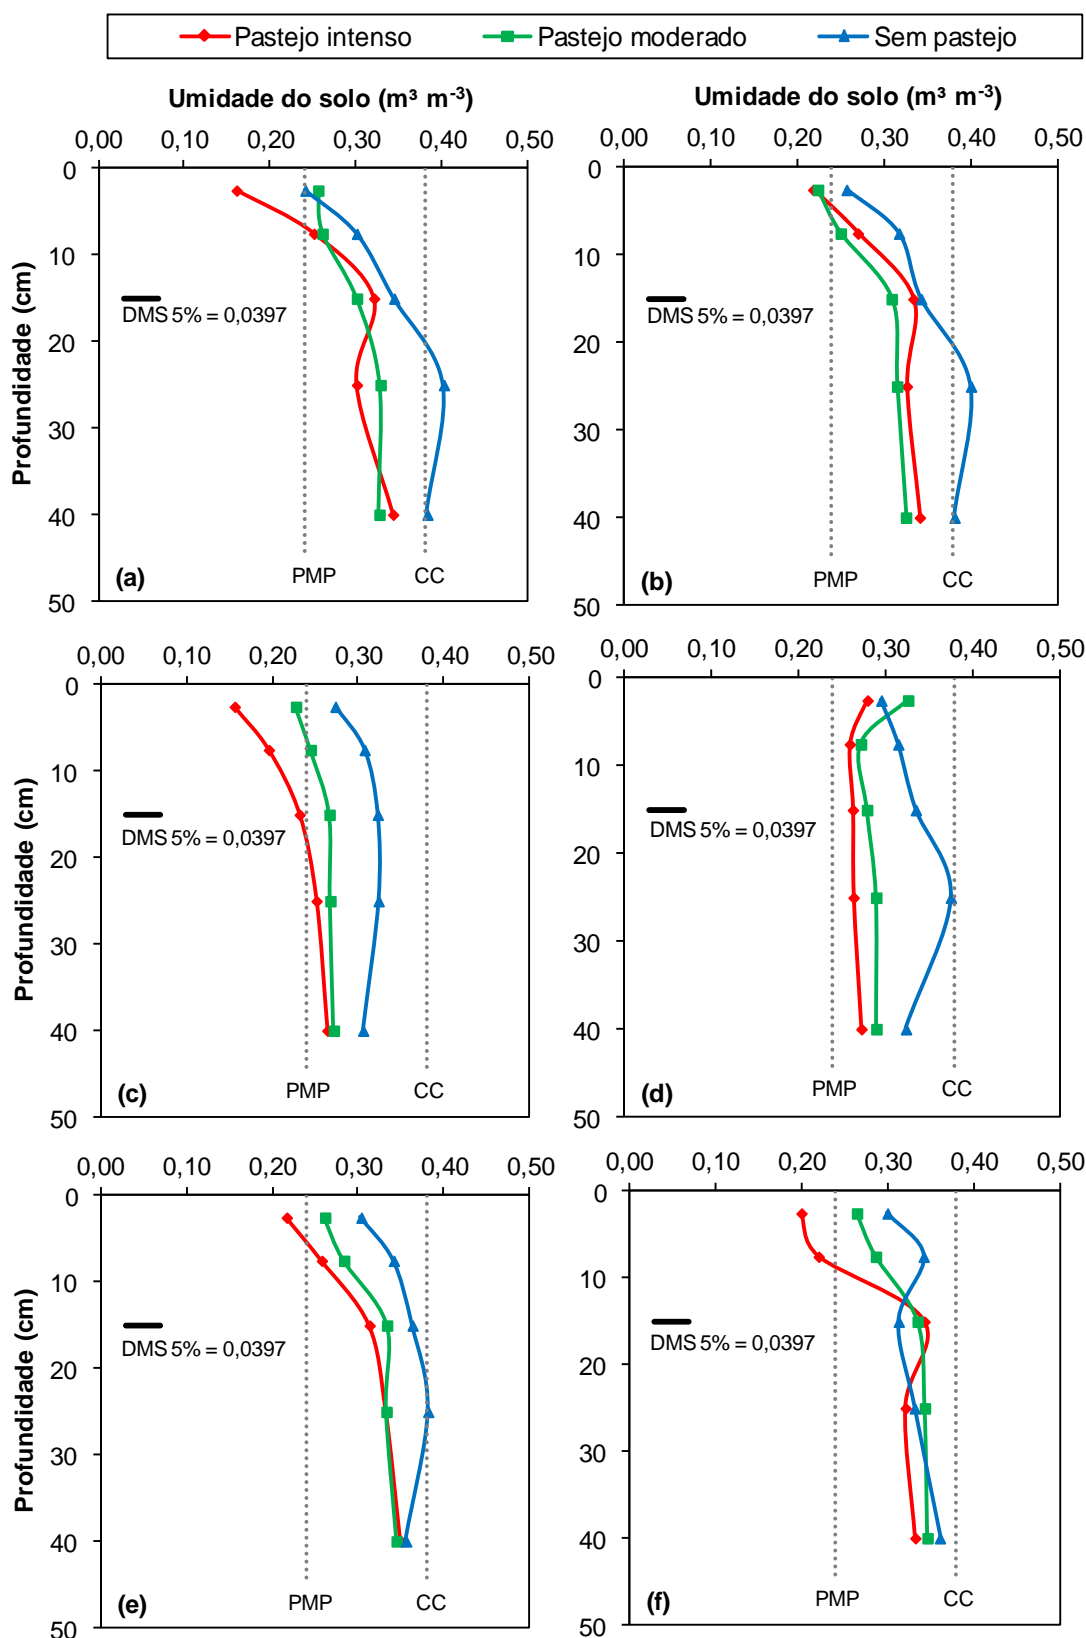 Pastejo intenso Pastejo moderado Sem pastejo
Umidade do solo (m³ m⁻³) Umidade do solo (m³ m⁻³)
0,00 0,10 0,20 0,30 0,40 0,50 0,00 0,10 0,20 0,30 0,40 0,50
0 0
10 10
DMS 5% = 0,0397 DMS 5% = 0,0397
20 20
Profundidade (cm)
30 30
40 40
(a) PMP CC (b) PMP CC
50 50
0,00 0,10 0,20 0,30 0,40 0,50 0,00 0,10 0,20 0,30 0,40 0,50
0 0
10 10
DMS 5% = 0,0397 DMS 5% = 0,0397
20 20
Profundidade (cm)
30 30
40 40
(c) PMP CC (d) PMP CC
50 50
0,00 0,10 0,20 0,30 0,40 0,50 0,00 0,10 0,20 0,30 0,40 0,50
0 0
10 10
DMS 5% = 0,0397 DMS 5% = 0,0397
20 20
Profundidade (cm)
30 30
40 40
(e) PMP CC (f) PMP CC
50 50